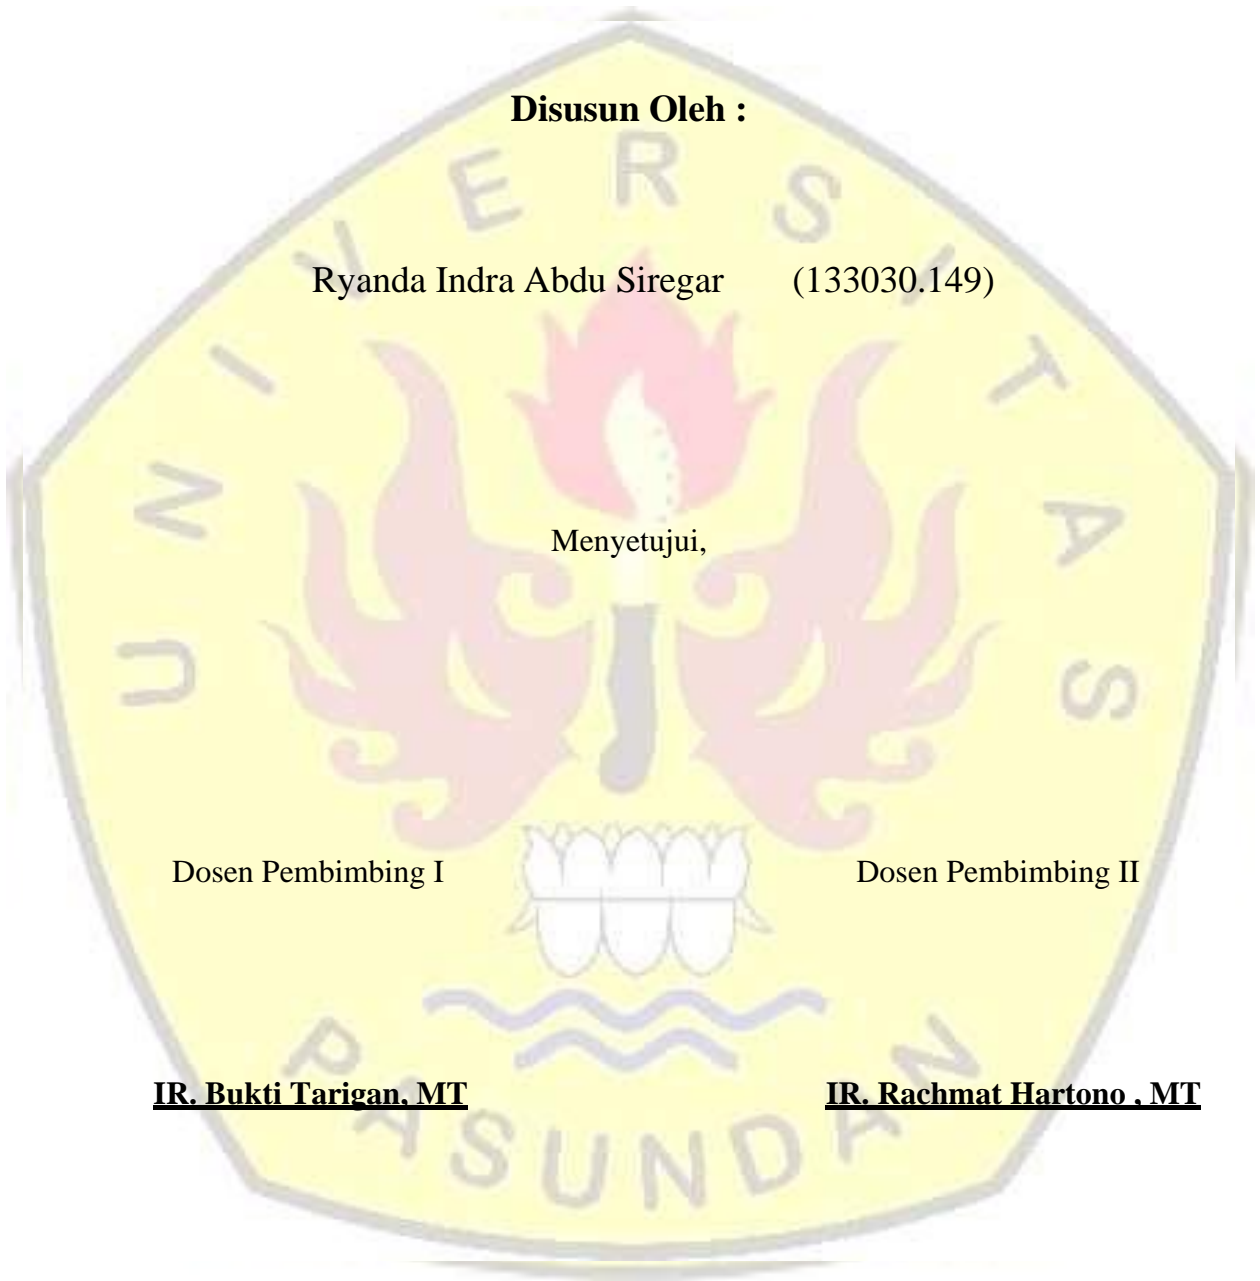 Disusun Oleh :
UNIVERSITAS
Ryanda Indra Abdu Siregar (133030.149)
Menyetujui,
Dosen Pembimbing I Dosen Pembimbing II
IR. Bukti Tarigan, MT IR. Rachmat Hartono , MT
PASUNDAN